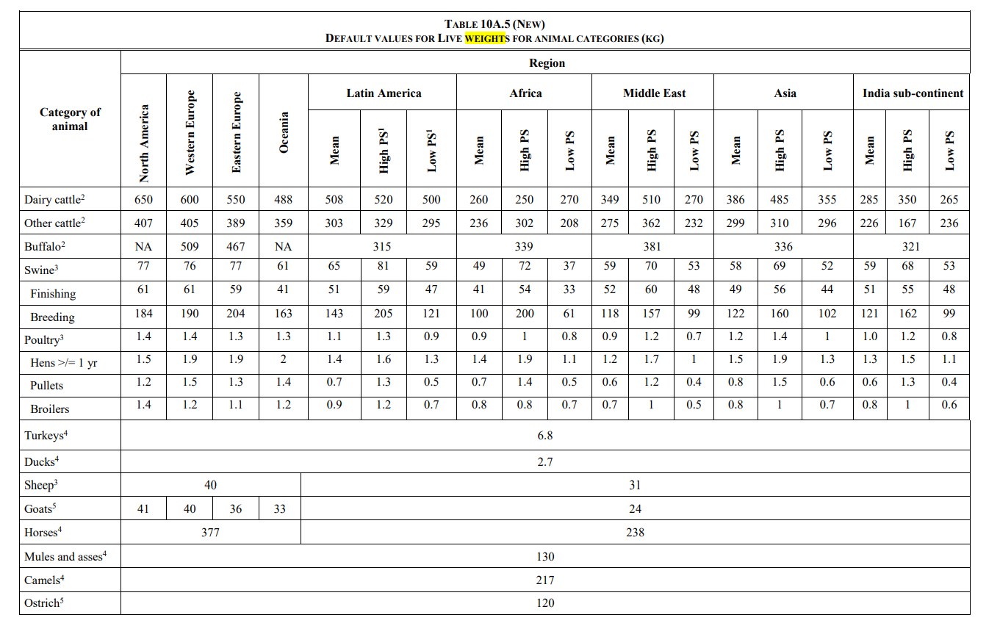 TABLE 10A.5 (NEW)
DEFAULT VALUES FOR LIVE WEIGHTS FOR ANIMAL CATEGORIES (KG)
Category of animal
Region
North America
Western Europe
Eastern Europe
Oceania
Latin America
Africa
Middle East
Asia
India sub-continent
Mean High PS¹ Low PS¹ Mean High PS Low PS Mean High PS Low PS Mean High PS Low PS Mean High PS Low PS
Dairy cattle² 650 600 550 488 508 520 500 260 250 270 349 510 270 386 485 355 285 350 265
Other cattle² 407 405 389 359 303 329 295 236 302 208 275 362 232 299 310 296 226 167 236
Buffalo² NA 509 467 NA 315 339 381 336 321
Swine³ 77 76 77 61 65 81 59 49 72 37 59 70 53 58 69 52 59 68 53
Finishing 61 61 59 41 51 59 47 41 54 33 52 60 48 49 56 44 51 55 48
Breeding 184 190 204 163 143 205 121 100 200 61 118 157 99 122 160 102 121 162 99
Poultry³ 1.4 1.4 1.3 1.3 1.1 1.3 0.9 0.9 1 0.8 0.9 1.2 0.7 1.2 1.4 1 1.0 1.2 0.8
Hens >/= 1 yr 1.5 1.9 1.9 2 1.4 1.6 1.3 1.4 1.9 1.1 1.2 1.7 1 1.5 1.9 1.3 1.3 1.5 1.1
Pullets 1.2 1.5 1.3 1.4 0.7 1.3 0.5 0.7 1.4 0.5 0.6 1.2 0.4 0.8 1.5 0.6 0.6 1.3 0.4
Broilers 1.4 1.2 1.1 1.2 0.9 1.2 0.7 0.8 0.8 0.7 0.7 1 0.5 0.8 1 0.7 0.8 1 0.6
Turkeys⁴ 6.8
Ducks⁴ 2.7
Sheep³ 40 31
Goats⁵ 41 40 36 33 24
Horses⁴ 377 238
Mules and asses⁴ 130
Camels⁴ 217
Ostrich⁵ 120